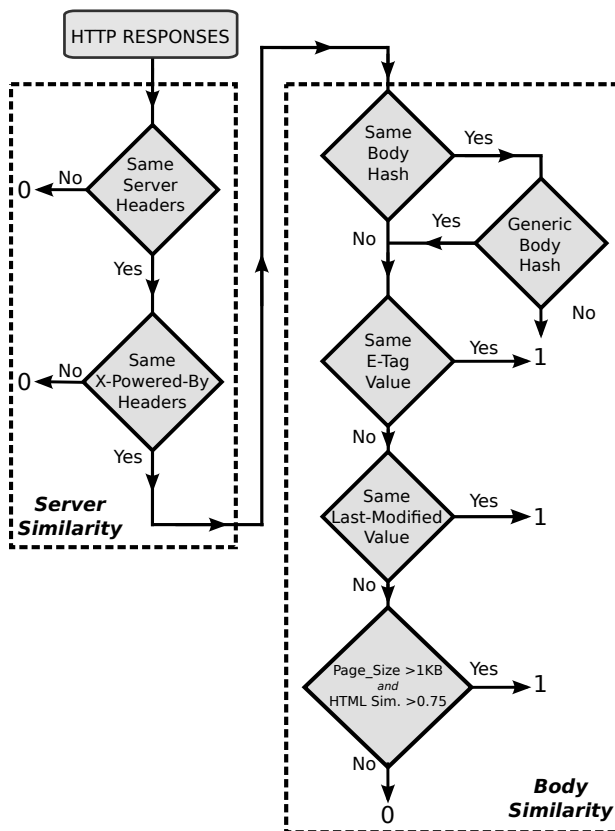 HTTP RESPONSES
Same
Server
Headers
No
0
Yes
Same
X-Powered-By
Headers
No
0
Yes
Server
Similarity
Same
Body
Hash
Yes
No
Generic
Body
Hash
Yes
No
1
Same
E-Tag
Value
Yes
1
No
Same
Last-Modified
Value
Yes
1
No
Page_Size >1KB
and
HTML Sim. >0.75
Yes
1
No
0
Body
Similarity